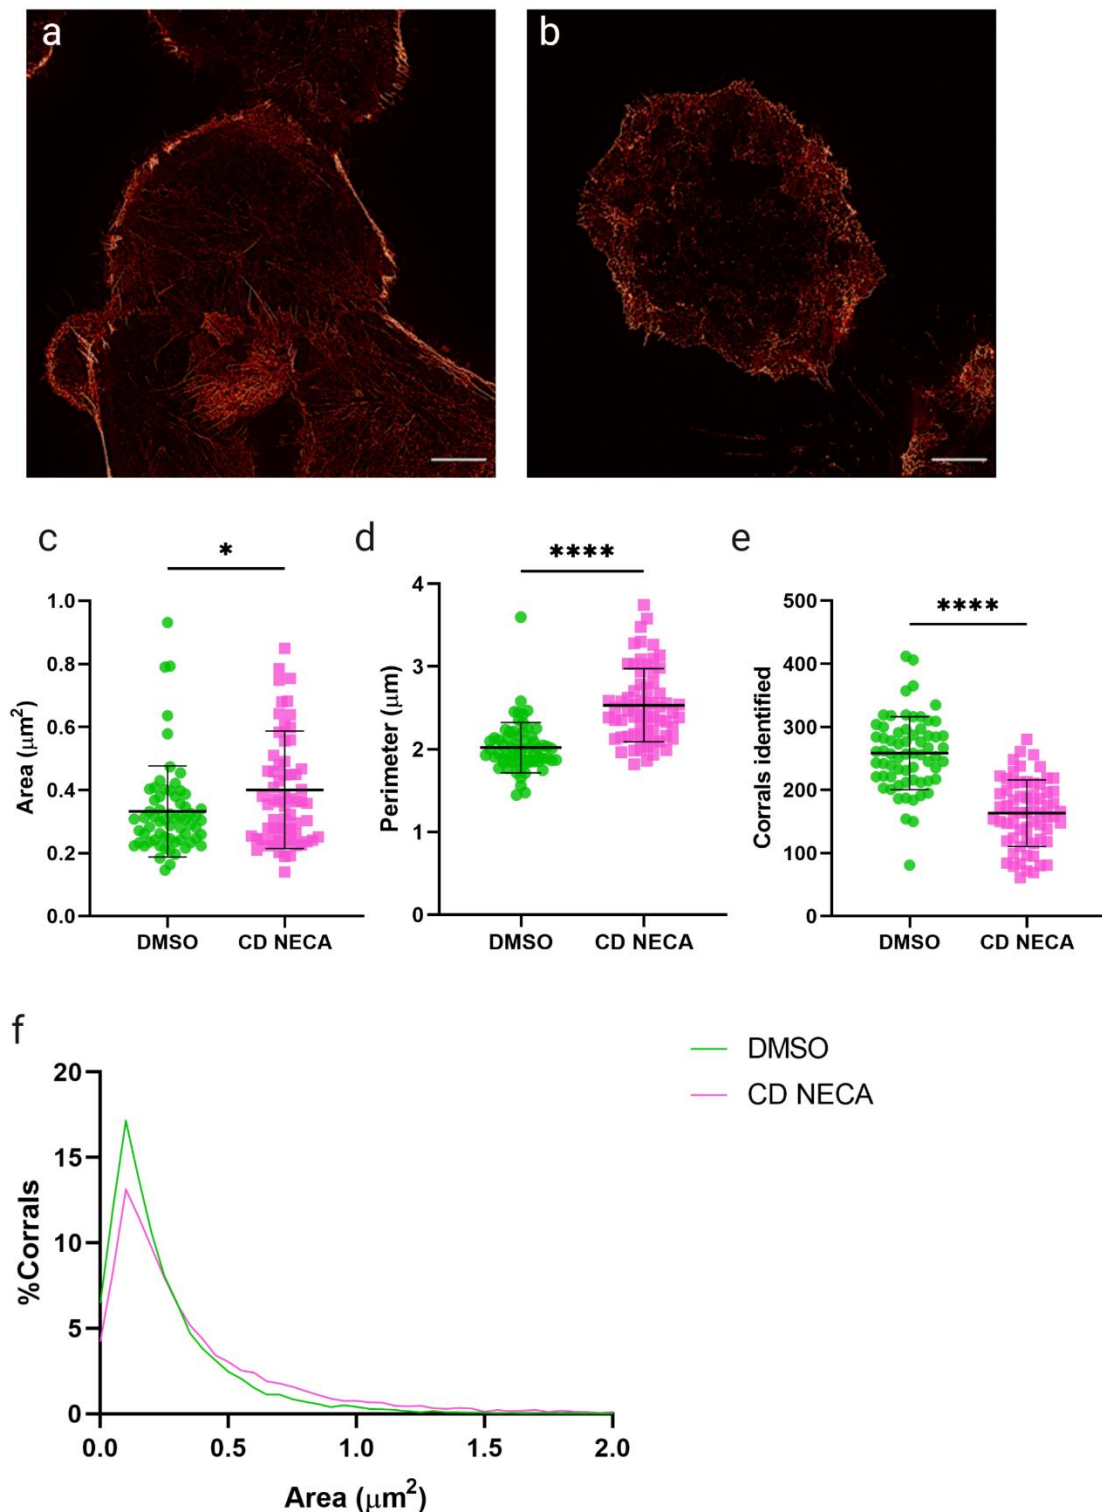 a
b
c
*
Area (μm²)
1.0
0.8
0.6
0.4
0.2
0.0
DMSO
CD NECA
d
****
Perimeter (μm)
4
3
2
1
0
DMSO
CD NECA
e
****
Corrals identified
500
400
300
200
100
0
DMSO
CD NECA
f
%Corrals
20
15
10
5
0
0.0
0.5
1.0
1.5
2.0
Area (μm²)
DMSO
CD NECA